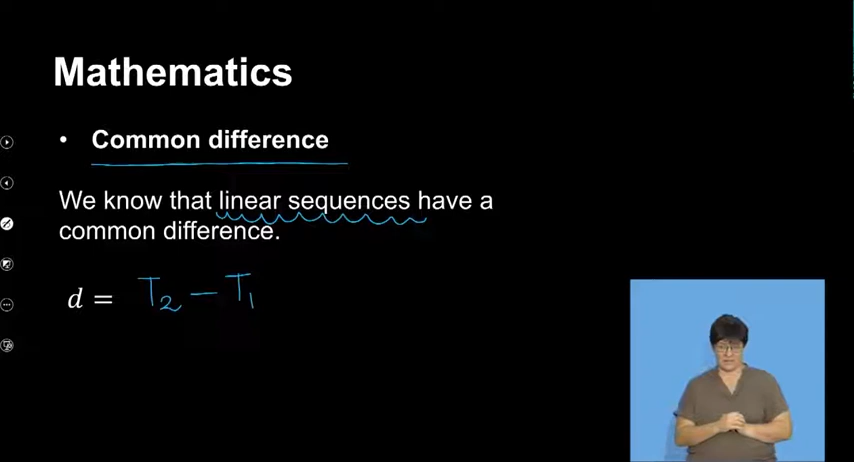 Mathematics
• Common difference
We know that linear sequences have a
common difference.
d = T₂ − T₁